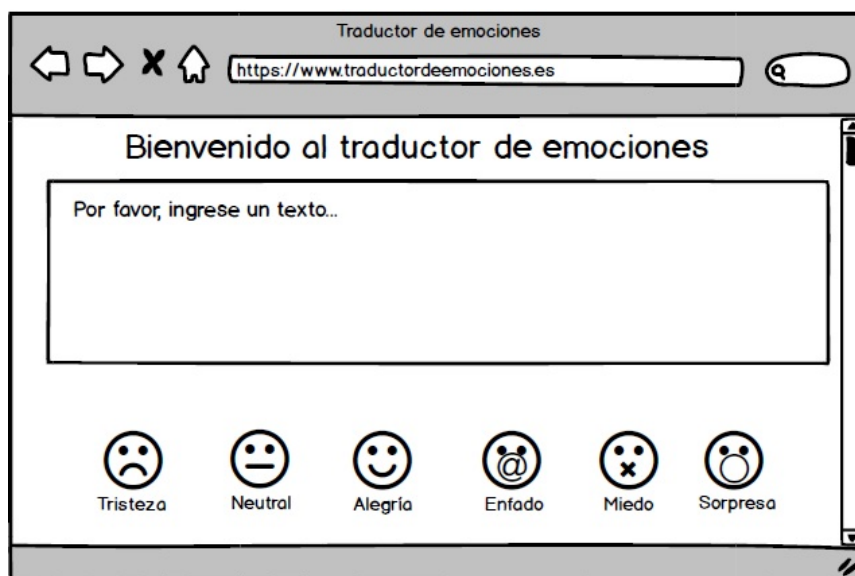 Traductor de emociones
https://www.traductordeemociones.es
Bienvenido al traductor de emociones
Por favor, ingrese un texto...
Tristeza Neutral Alegría Enfado Miedo Sorpresa